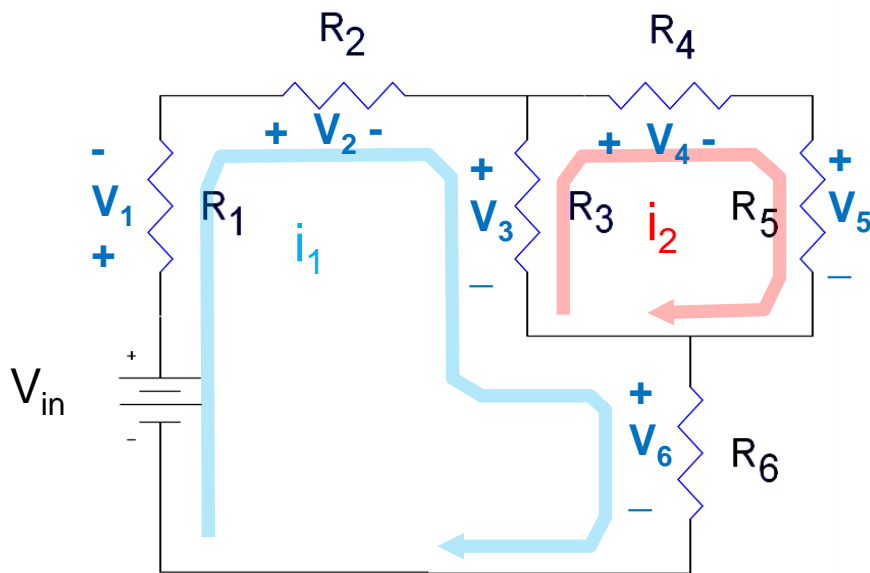 R2 R4
+ V2 - + V4 -
- V1 + R1
+ V3 _
R3 R5
+ V5 _
i1 i2
+ Vin -
+ V6 _
R6